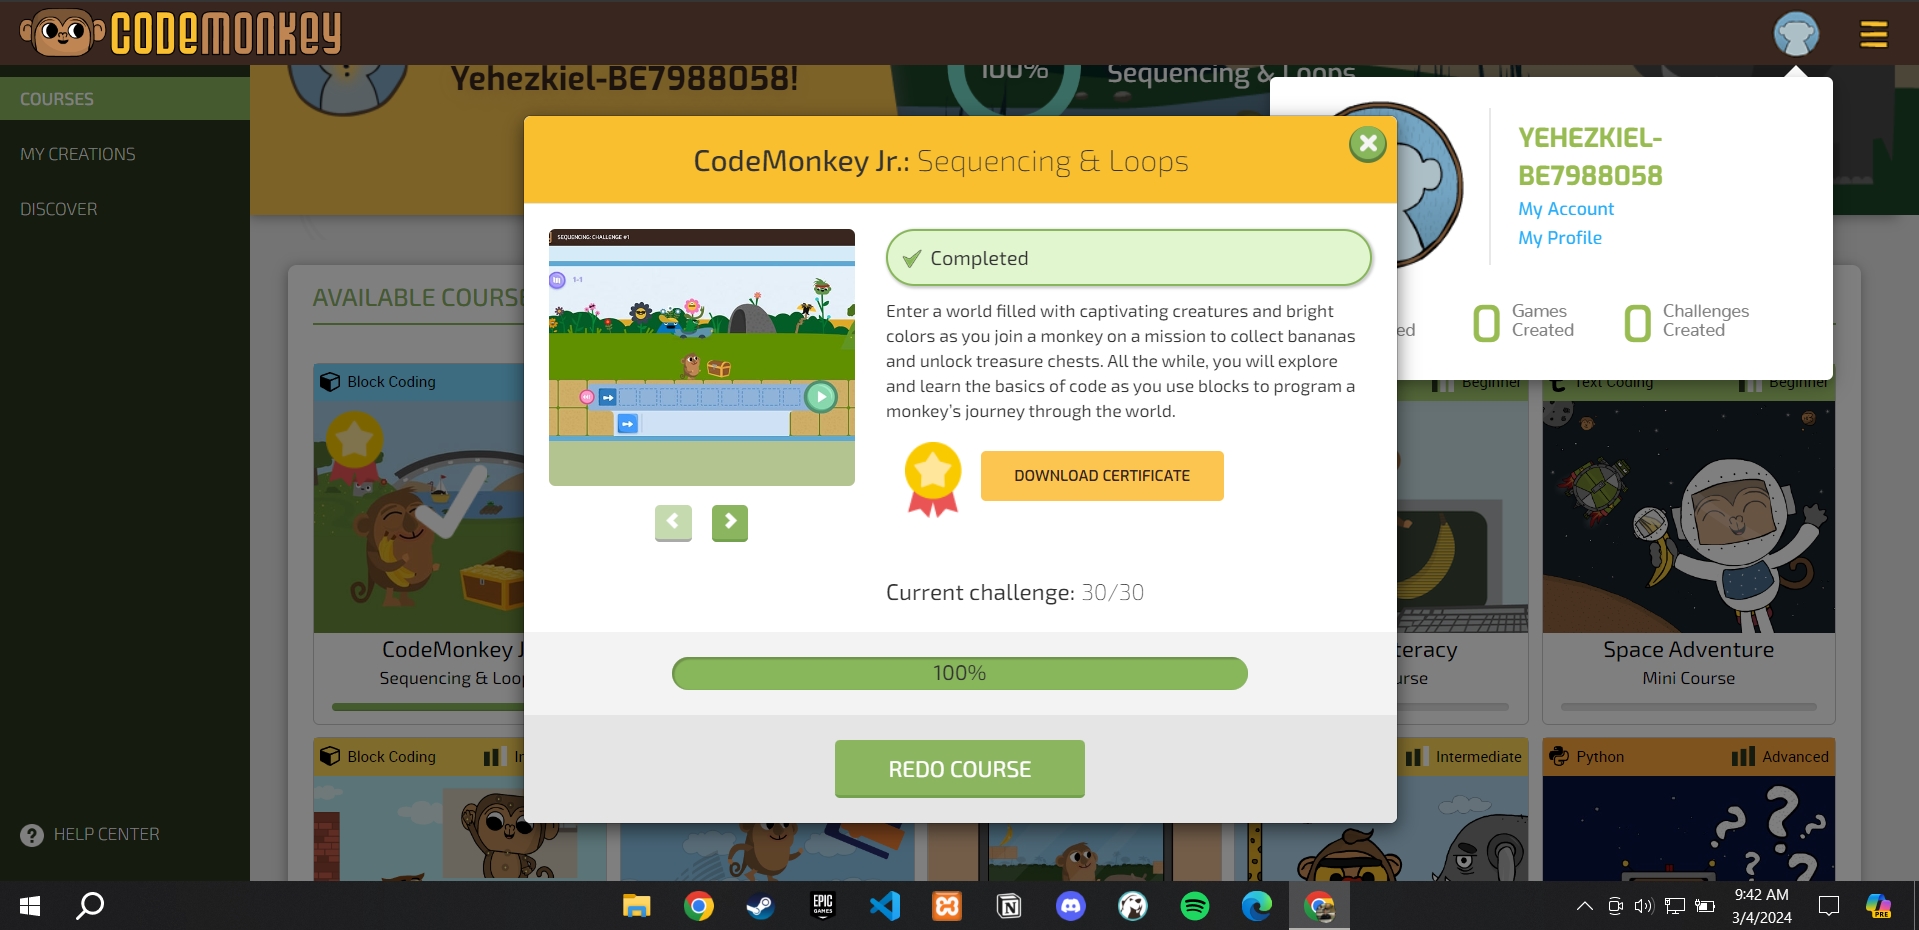 CODEMONKEY
COURSES
MY CREATIONS
DISCOVER
HELP CENTER
Yehezkiel-BE7988058!
100%
Sequencing & Loops
YEHEZKIEL-
BE7988058
My Account
My Profile
ed
0 Games
Created
0 Challenges
Created
AVAILABLE COURSE
CodeMonkey Jr.: Sequencing & Loops
SEQUENCING: CHALLENGE #1
1-1
Completed
Enter a world filled with captivating creatures and bright
colors as you join a monkey on a mission to collect bananas
and unlock treasure chests. All the while, you will explore
and learn the basics of code as you use blocks to program a
monkey's journey through the world.
DOWNLOAD CERTIFICATE
Current challenge: 30/30
100%
REDO COURSE
Block Coding
CodeMonkey J
Sequencing & Loop
Beginner
teracy
urse
Text Coding
Beginner
Space Adventure
Mini Course
Block Coding
In
Intermediate
Python
Advanced
EPIC
GAMES
9:42 AM
3/4/2024
PRE